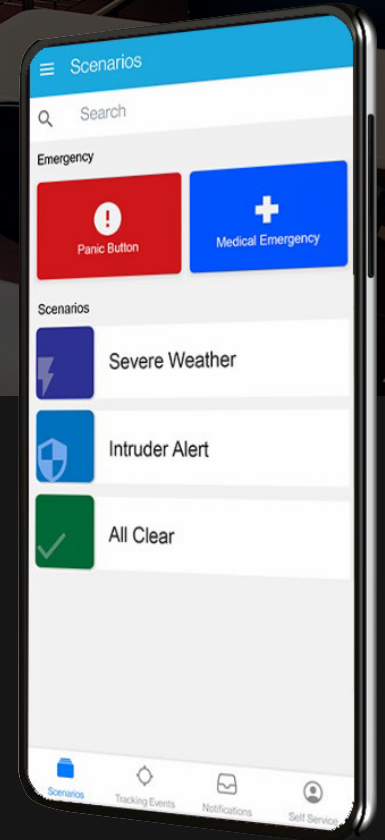 Scenarios
Search
Emergency
Panic Button
Medical Emergency
Scenarios
Severe Weather
Intruder Alert
All Clear
Scenarios
Tracking Events
Notifications
Self Service